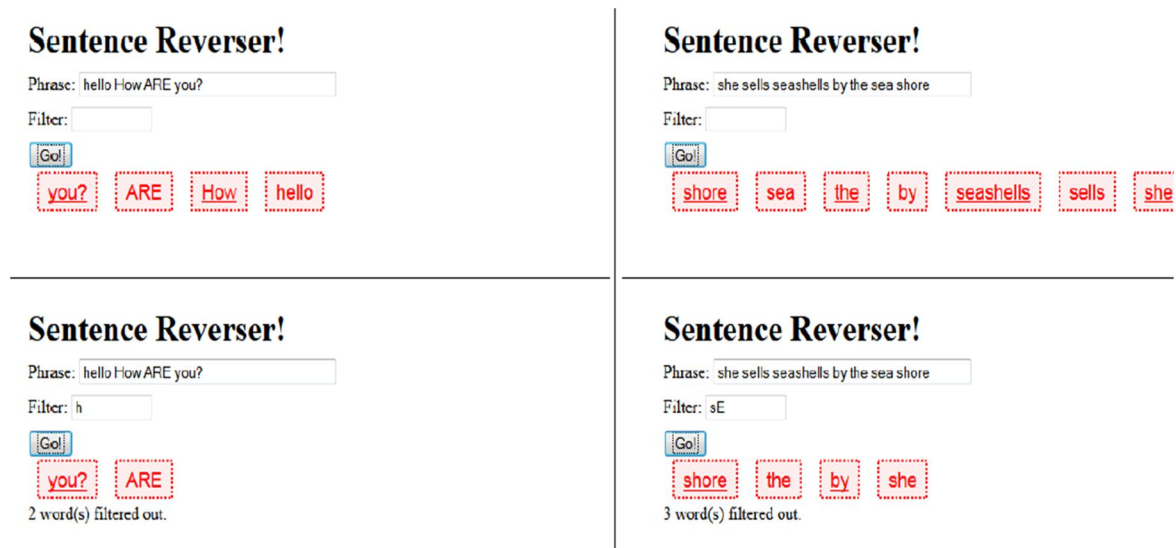 Sentence Reverser!
Phrase: hello How ARE you?
Filter:
Go!
you? ARE How hello
Sentence Reverser!
Phrase: she sells seashells by the sea shore
Filter:
Go!
shore sea the by seashells sells she
Sentence Reverser!
Phrase: hello How ARE you?
Filter: h
Go!
you? ARE
2 word(s) filtered out.
Sentence Reverser!
Phrase: she sells seashells by the sea shore
Filter: sE
Go!
shore the by she
3 word(s) filtered out.